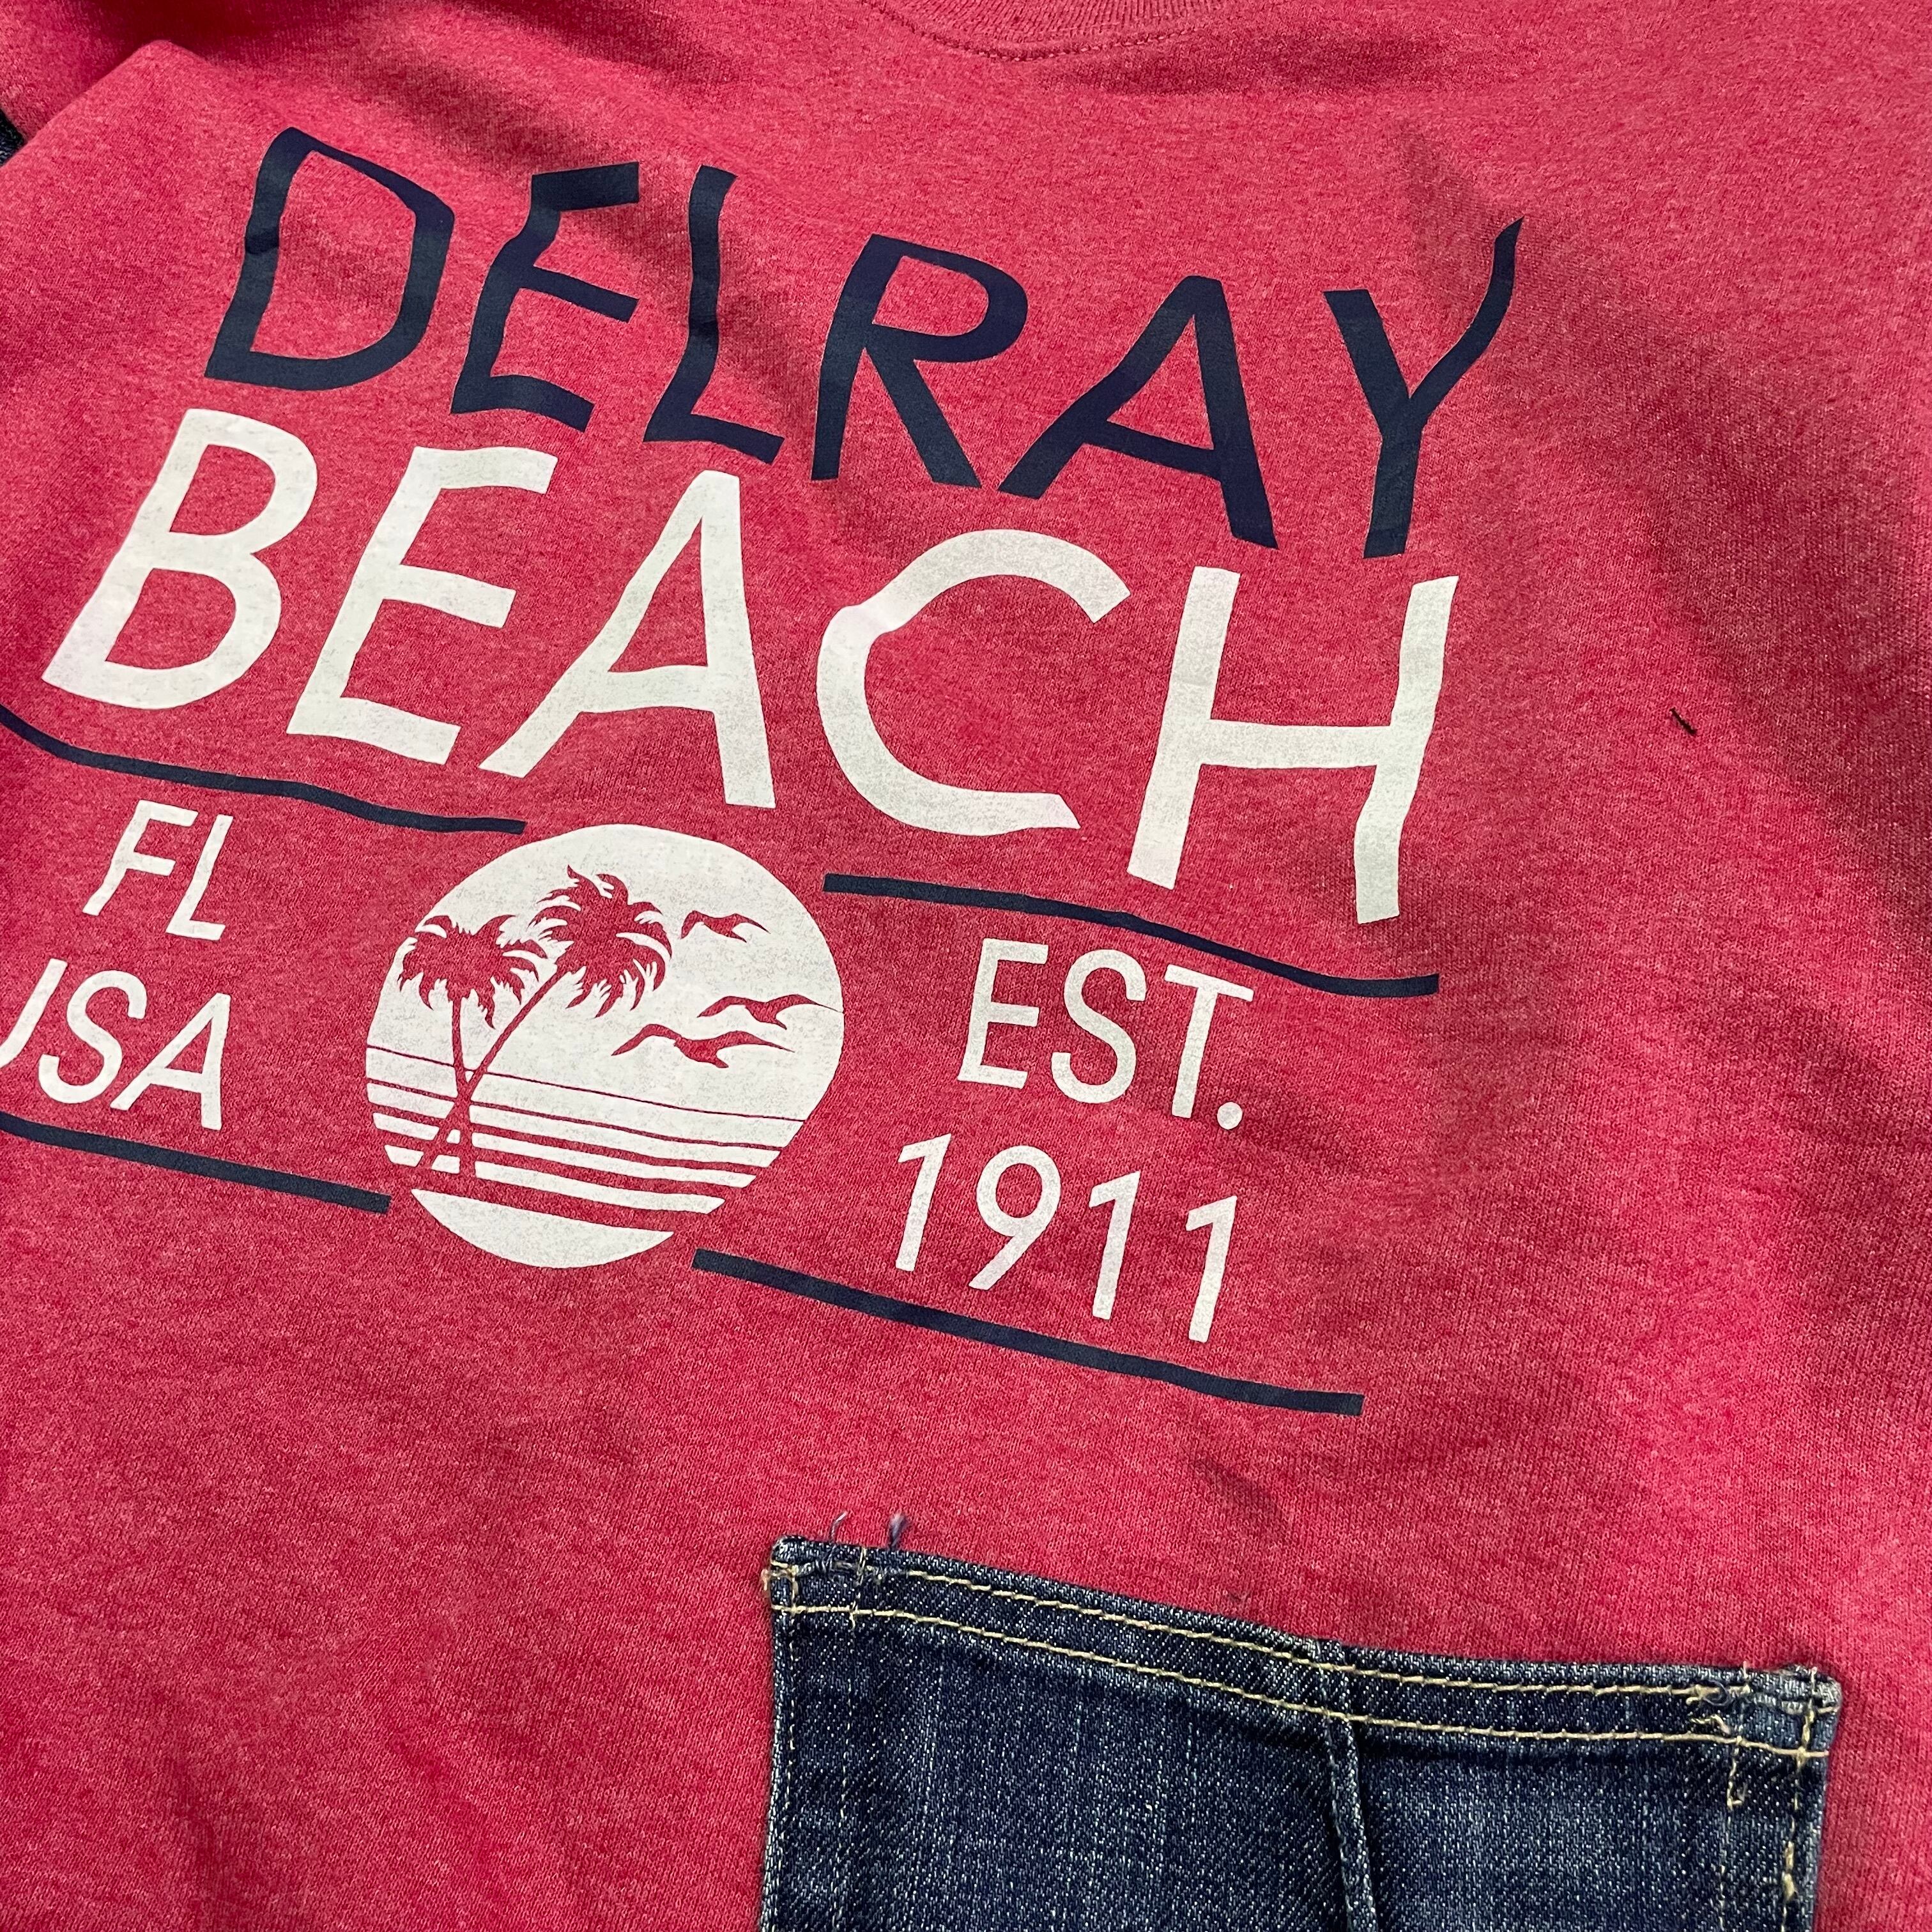 DELRAY
BEACH
FL
USA
EST.
1911